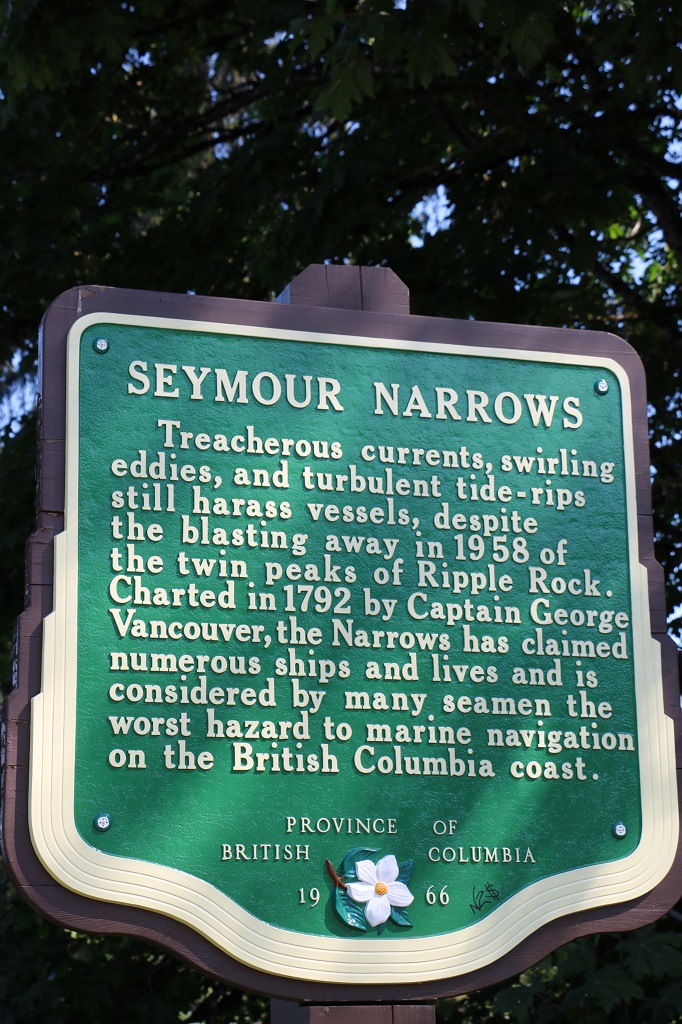 SEYMOUR NARROWS
Treacherous currents, swirling
eddies, and turbulent tide-rips
still harass vessels, despite
the blasting away in 1958 of
the twin peaks of Ripple Rock.
Charted in 1792 by Captain George
Vancouver, the Narrows has claimed
numerous ships and lives and is
considered by many seamen the
worst hazard to marine navigation
on the British Columbia coast.
PROVINCE OF
BRITISH COLUMBIA
1966